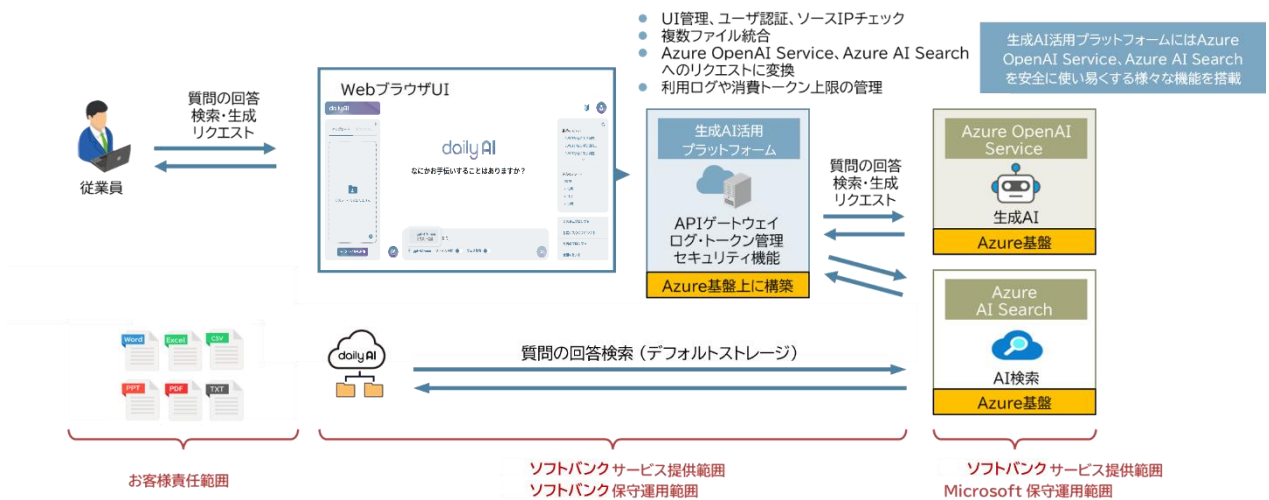 UI管理、ユーザ認証、ソースIPチェック
複数ファイル統合
Azure OpenAI Service、Azure AI Search
へのリクエストに変換
利用ログや消費トークン上限の管理
生成AI活用プラットフォームにはAzure
OpenAI Service、Azure AI Search
を安全に使い易くする様々な機能を搭載
質問の回答
検索・生成
リクエスト
従業員
WebブラウザUI
dailyAI
daily AI
なにかお手伝いすることはありますか？
生成AI活用
プラットフォーム
APIゲートウェイ
ログ・トークン管理
セキュリティ機能
Azure基盤上に構築
質問の回答
検索・生成
リクエスト
Azure OpenAI
Service
生成AI
Azure基盤
Azure
AI Search
AI検索
Azure基盤
Word
Excel
CSV
PPT
PDF
TXT
daily AI
質問の回答検索（デフォルトストレージ）
お客様責任範囲
ソフトバンク サービス提供範囲
ソフトバンク 保守運用範囲
ソフトバンク サービス提供範囲
Microsoft 保守運用範囲